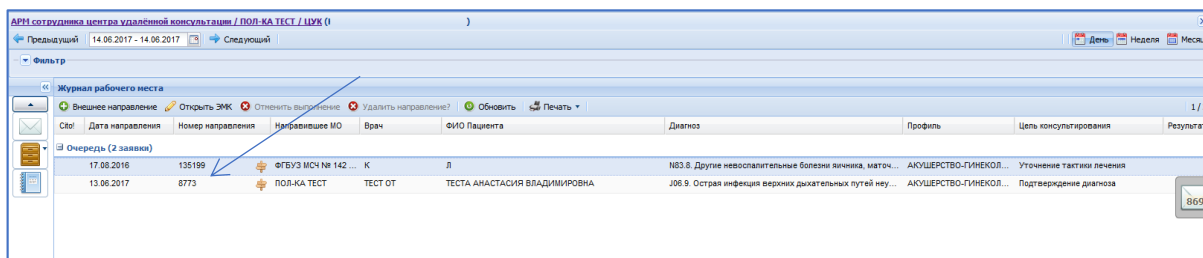 АРМ сотрудника центра удалённой консультации / ПОЛ-КА ТЕСТ / ЦУК (
)
Предыдущий 14.06.2017 - 14.06.2017 Следующий День Неделя Месяц
Фильтр
Журнал рабочего места
Внешнее направление Открыть ЭМК Отменить выполнение Удалить направление? Обновить Печать 1 /
Cito! Дата направления Номер направления Направившее МО Врач ФИО Пациента Диагноз Профиль Цель консультирования Результат
Очередь (2 заявки)
17.08.2016 135199 ФГБУЗ МСЧ № 142 ... К Л N83.8. Другие невоспалительные болезни яичника, маточ... АКУШЕРСТВО-ГИНЕКОЛ... Уточнение тактики лечения
13.06.2017 8773 ПОЛ-КА ТЕСТ ТЕСТ ОТ ТЕСТА АНАСТАСИЯ ВЛАДИМИРОВНА J06.9. Острая инфекция верхних дыхательных путей неу... АКУШЕРСТВО-ГИНЕКОЛ... Подтверждение диагноза
869